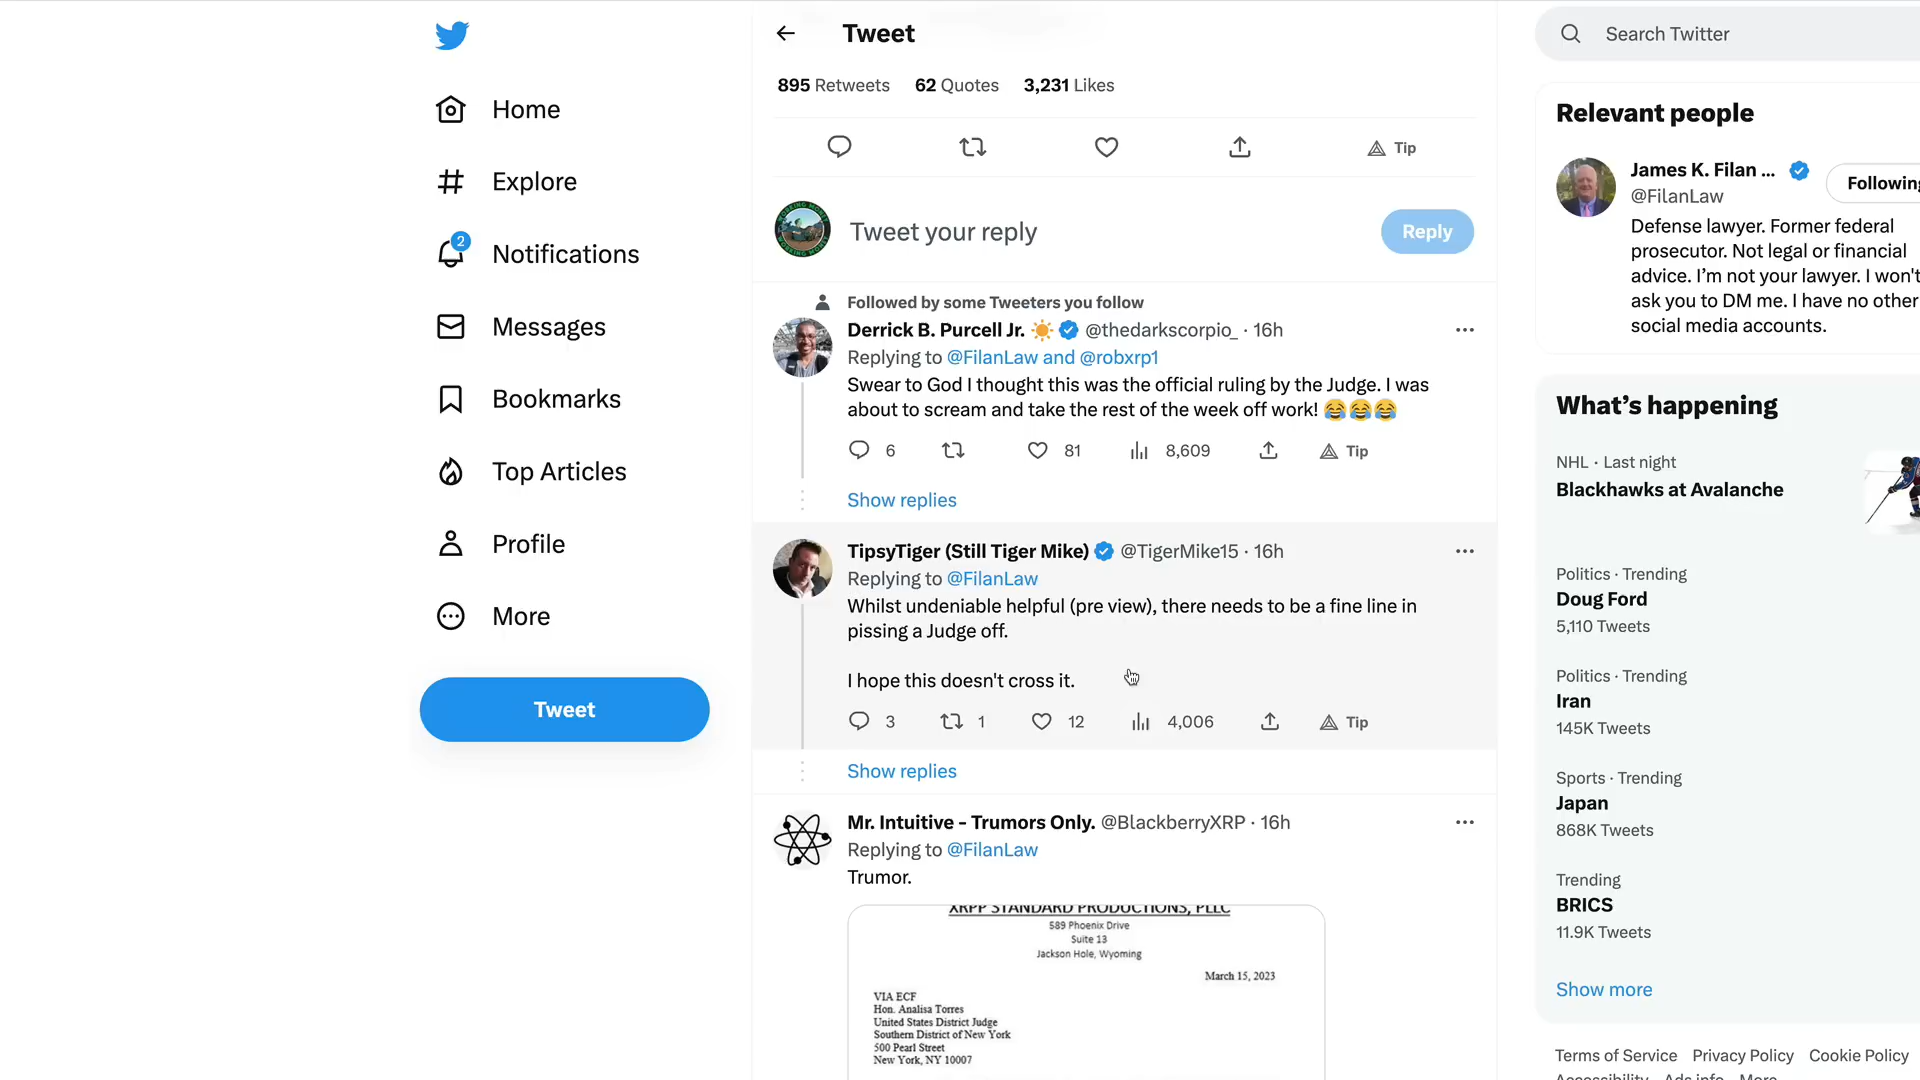 Home
Explore
2
Notifications
Messages
Bookmarks
Top Articles
Profile
More
Tweet
Tweet
895 Retweets 62 Quotes 3,231 Likes
Tip
Tweet your reply
Reply
Followed by some Tweeters you follow
Derrick B. Purcell Jr. @thedarkscorpio_ · 16h
Replying to @FilanLaw and @robxrp1
Swear to God I thought this was the official ruling by the Judge. I was
about to scream and take the rest of the week off work! 😂😂😂
6 81 8,609 Tip
Show replies
TipsyTiger (Still Tiger Mike) @TigerMike15 · 16h
Replying to @FilanLaw
Whilst undeniable helpful (pre view), there needs to be a fine line in
pissing a Judge off.
I hope this doesn't cross it.
3 1 12 4,006 Tip
Show replies
Mr. Intuitive - Trumors Only. @BlackberryXRP · 16h
Replying to @FilanLaw
Trumor.
XRPP STANDARD PRODUCTIONS, PLLC
589 Phoenix Drive
Suite 13
Jackson Hole, Wyoming
March 15, 2023
VIA ECF
Hon. Analisa Torres
United States District Judge
Southern District of New York
500 Pearl Street
New York, NY 10007
Search Twitter
Relevant people
James K. Filan ...
@FilanLaw
Following
Defense lawyer. Former federal
prosecutor. Not legal or financial
advice. I'm not your lawyer. I won't
ask you to DM me. I have no other
social media accounts.
What's happening
NHL · Last night
Blackhawks at Avalanche
Politics · Trending
Doug Ford
5,110 Tweets
Politics · Trending
Iran
145K Tweets
Sports · Trending
Japan
868K Tweets
Trending
BRICS
11.9K Tweets
Show more
Terms of Service Privacy Policy Cookie Policy
Accessibility Ads info More